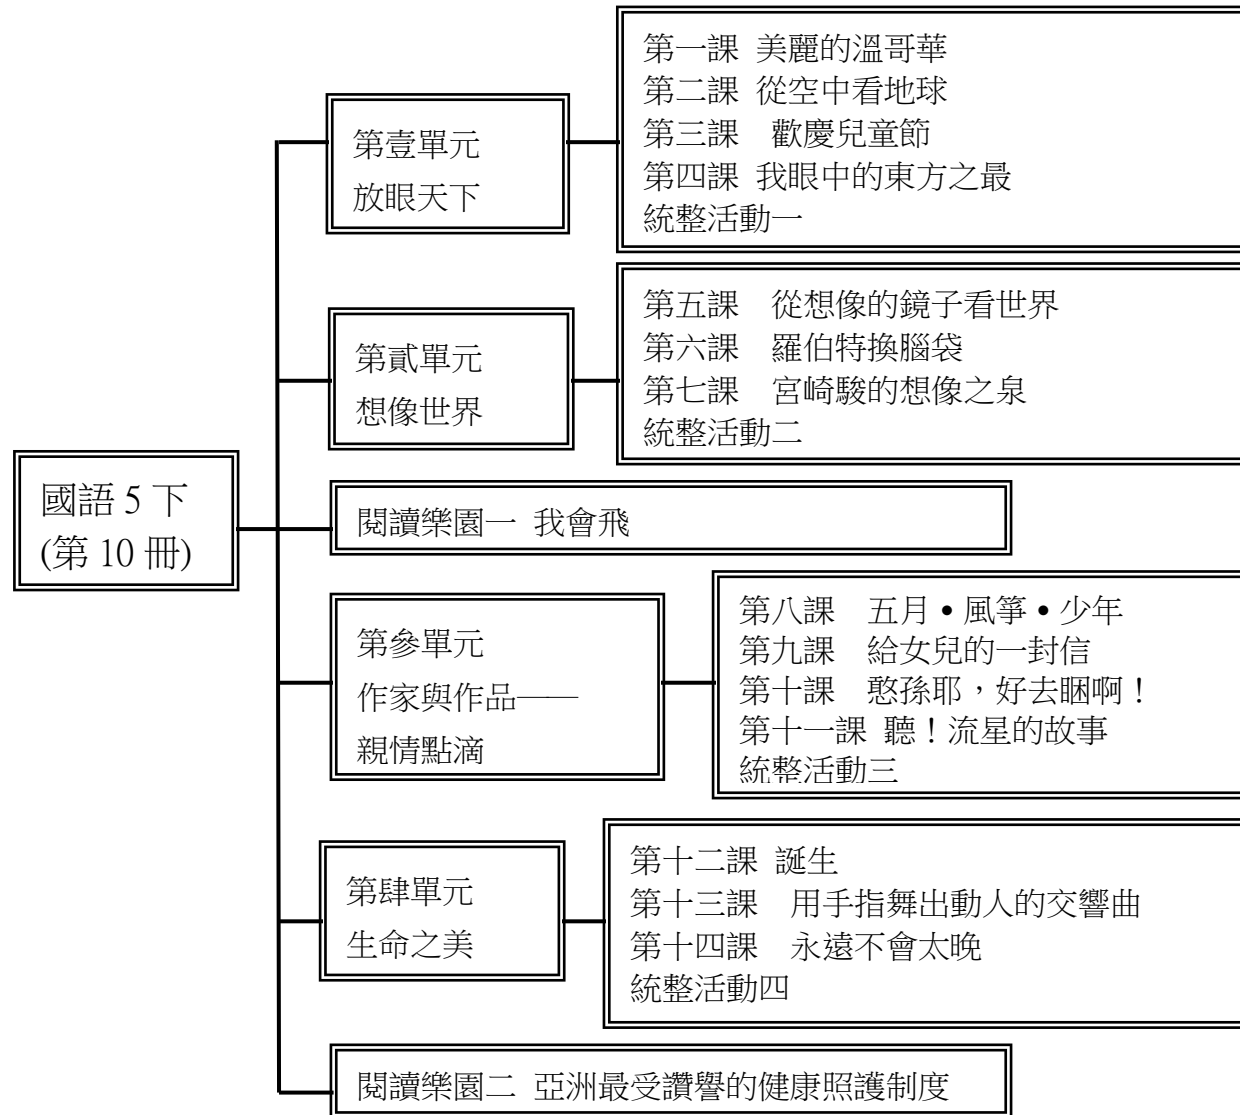 國語 5 下
(第 10 冊)
第壹單元
放眼天下
第一課 美麗的溫哥華
第二課 從空中看地球
第三課 歡慶兒童節
第四課 我眼中的東方之最
統整活動一
第貳單元
想像世界
第五課 從想像的鏡子看世界
第六課 羅伯特換腦袋
第七課 宮崎駿的想像之泉
統整活動二
閱讀樂園一 我會飛
第參單元
作家與作品——
親情點滴
第八課 五月•風箏•少年
第九課 給女兒的一封信
第十課 憨孫耶，好去睏啊！
第十一課 聽！流星的故事
統整活動三
第肆單元
生命之美
第十二課 誕生
第十三課 用手指舞出動人的交響曲
第十四課 永遠不會太晚
統整活動四
閱讀樂園二 亞洲最受讚譽的健康照護制度